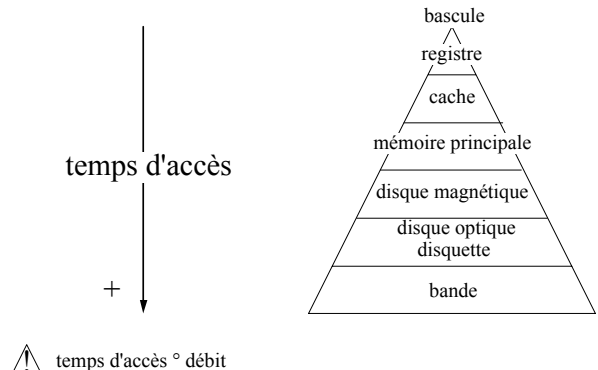 bascule
registre
cache
mémoire principale
disque magnétique
disque optique
disquette
bande
temps d'accès
+
! temps d'accès ° débit